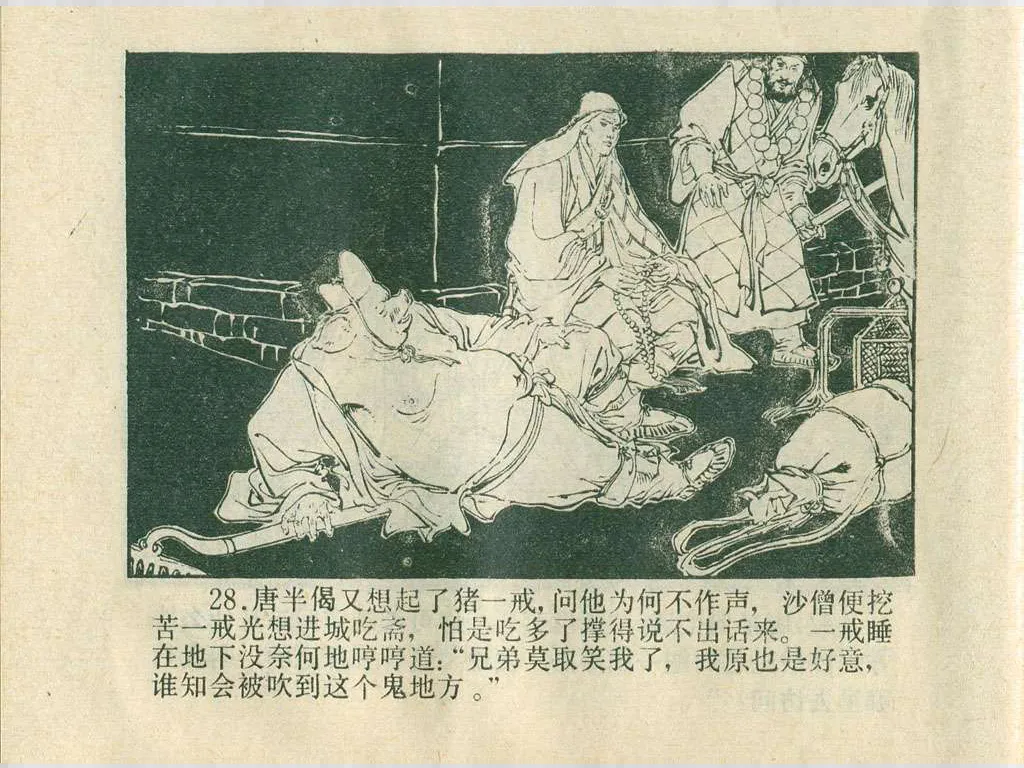 28.唐半偈又想起了猪一戒,问他为何不作声，沙僧便挖
苦一戒光想进城吃斋，怕是吃多了撑得说不出话来。一戒睡
在地下没奈何地哼哼道:“兄弟莫取笑我了，我原也是好意，
谁知会被吹到这个鬼地方。”